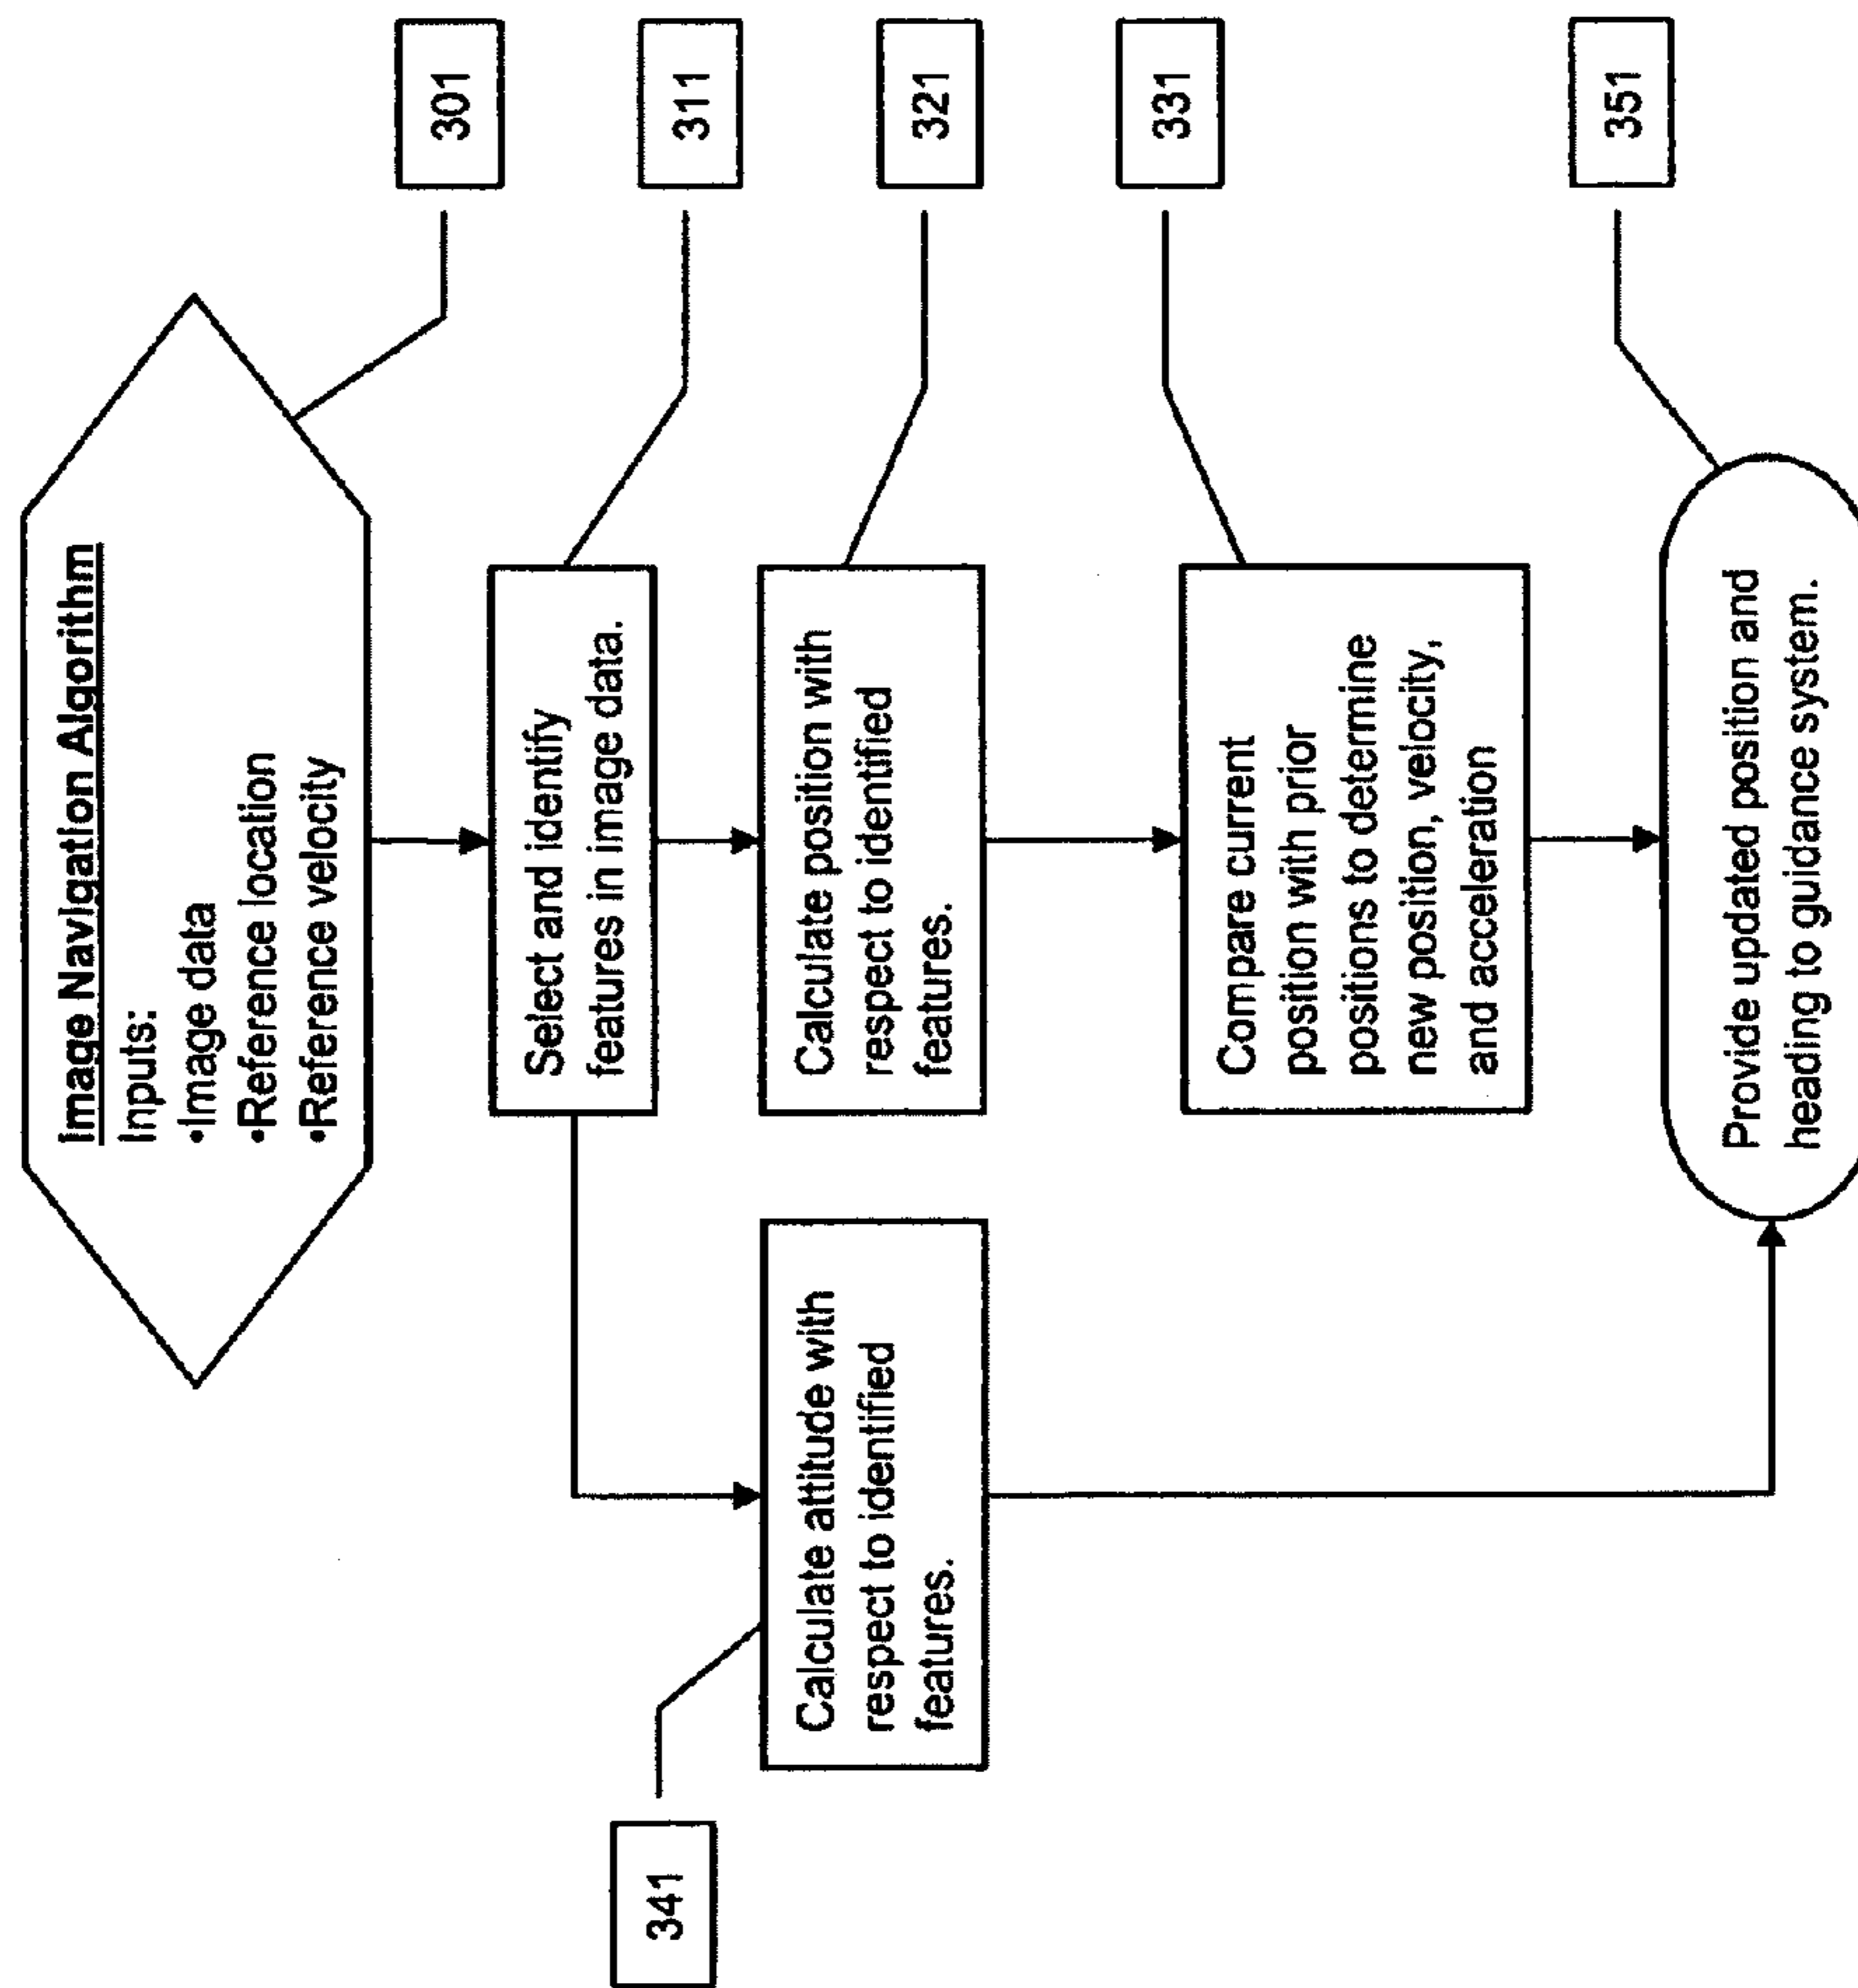 Image Navigation Algorithm
Inputs:
•Image data
•Reference location
•Reference velocity
301
Select and identify
features in image data.
311
Calculate attitude with
respect to identified
features.
341
Calculate position with
respect to identified
features.
321
Compare current
position with prior
positions to determine
new position, velocity,
and acceleration
331
Provide updated position and
heading to guidance system.
351